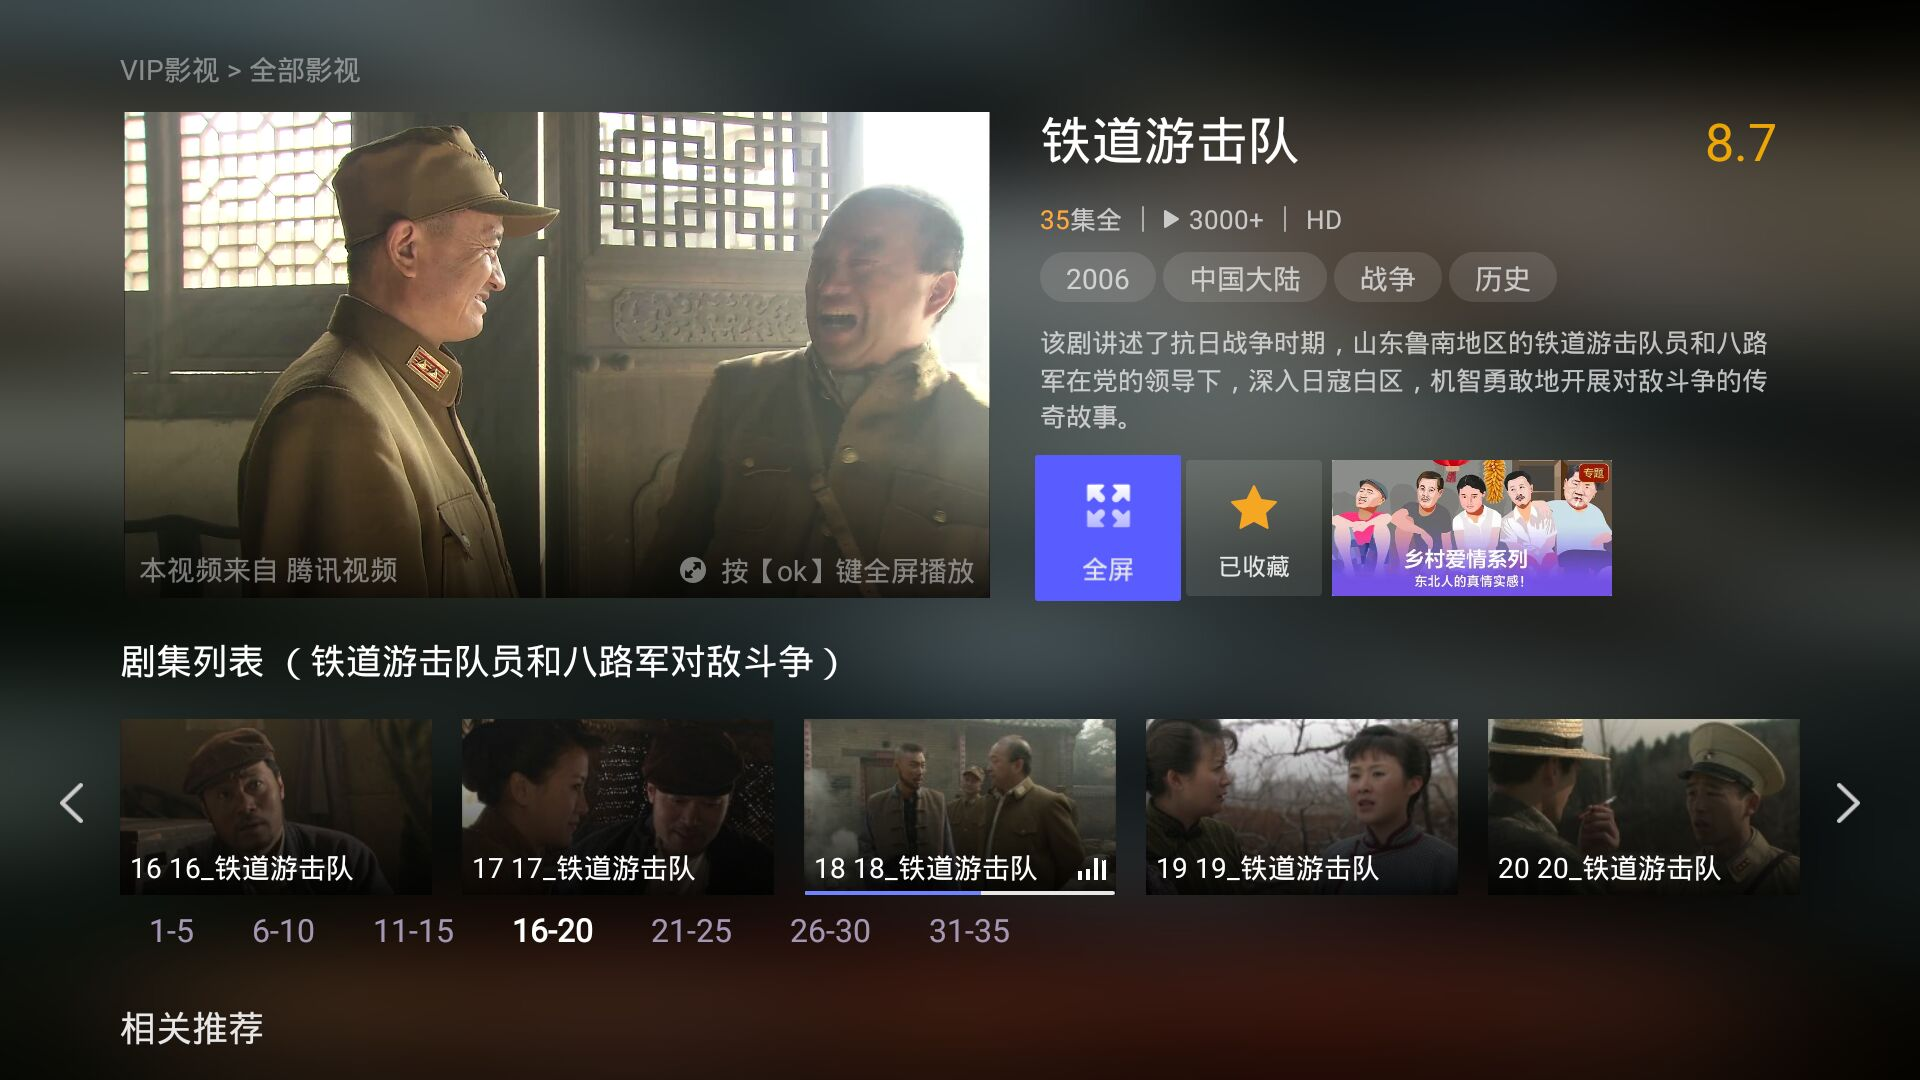 VIP影视 > 全部影视
铁道游击队
8.7
35集全 | 3000+ | HD
2006 中国大陆 战争 历史
该剧讲述了抗日战争时期，山东鲁南地区的铁道游击队员和八路
军在党的领导下，深入日寇白区，机智勇敢地开展对敌斗争的传
奇故事。
本视频来自 腾讯视频
按【ok】键全屏播放
全屏
已收藏
专题
乡村爱情系列
东北人的真情实感！
剧集列表 （铁道游击队员和八路军对敌斗争）
16 16_铁道游击队
17 17_铁道游击队
18 18_铁道游击队
19 19_铁道游击队
20 20_铁道游击队
1-5 6-10 11-15 16-20 21-25 26-30 31-35
相关推荐